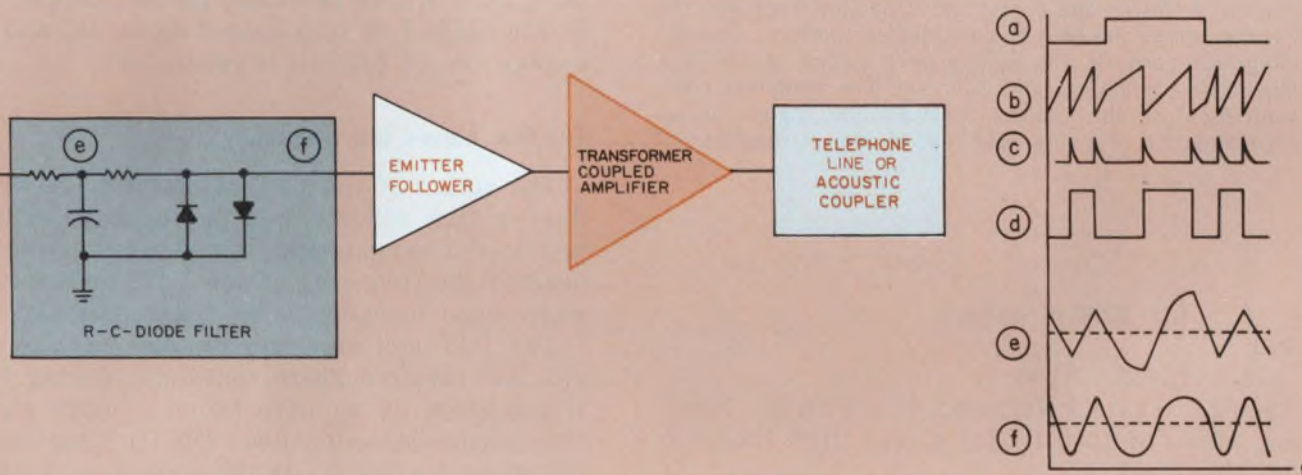 e
f
R-C-DIODE FILTER
EMITTER
FOLLOWER
TRANSFORMER
COUPLED
AMPLIFIER
TELEPHONE
LINE OR
ACOUSTIC
COUPLER
a
b
c
d
e
f